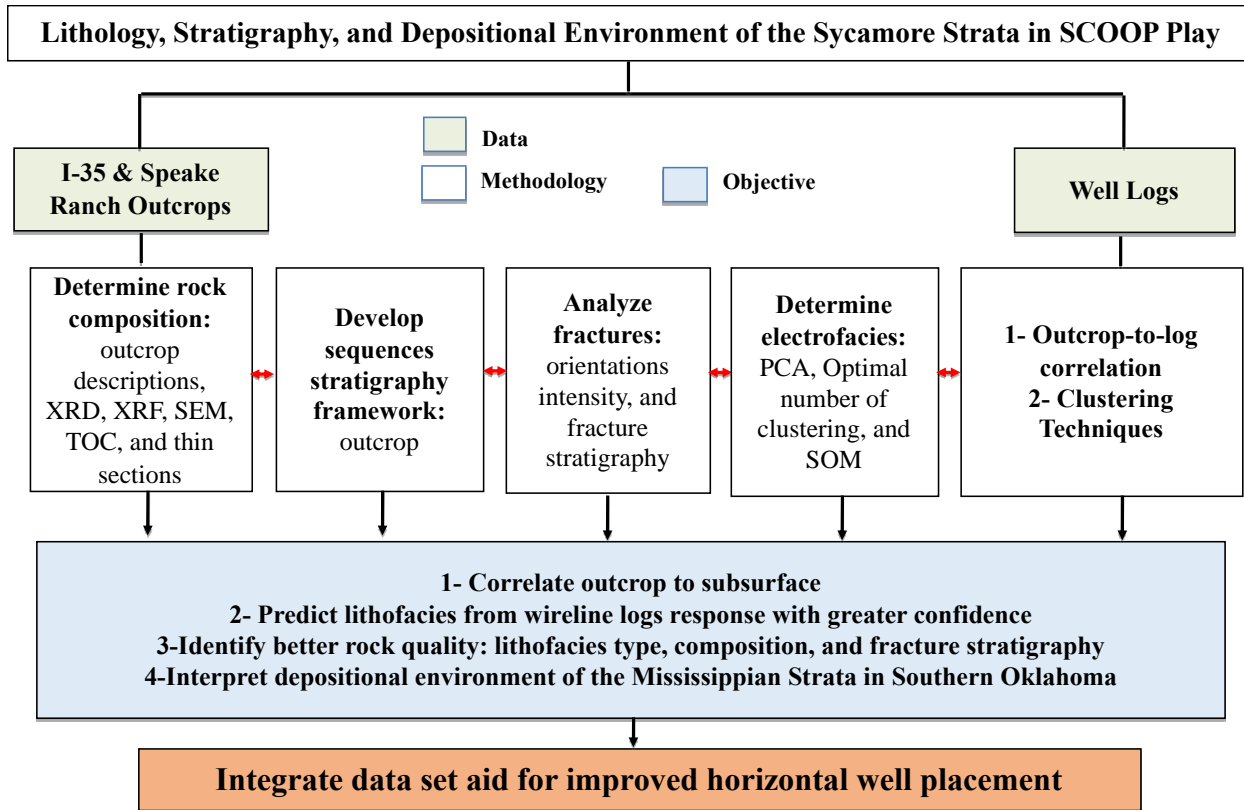 Lithology, Stratigraphy, and Depositional Environment of the Sycamore Strata in SCOOP Play
Data
Methodology
Objective
I-35 & Speake
Ranch Outcrops
Well Logs
Determine rock
composition:
outcrop
descriptions,
XRD, XRF, SEM,
TOC, and thin
sections
Develop
sequences
stratigraphy
framework:
outcrop
Analyze
fractures:
orientations
intensity, and
fracture
stratigraphy
Determine
electrofacies:
PCA, Optimal
number of
clustering, and
SOM
1- Outcrop-to-log
correlation
2- Clustering
Techniques
1- Correlate outcrop to subsurface
2- Predict lithofacies from wireline logs response with greater confidence
3-Identify better rock quality: lithofacies type, composition, and fracture stratigraphy
4-Interpret depositional environment of the Mississippian Strata in Southern Oklahoma
Integrate data set aid for improved horizontal well placement